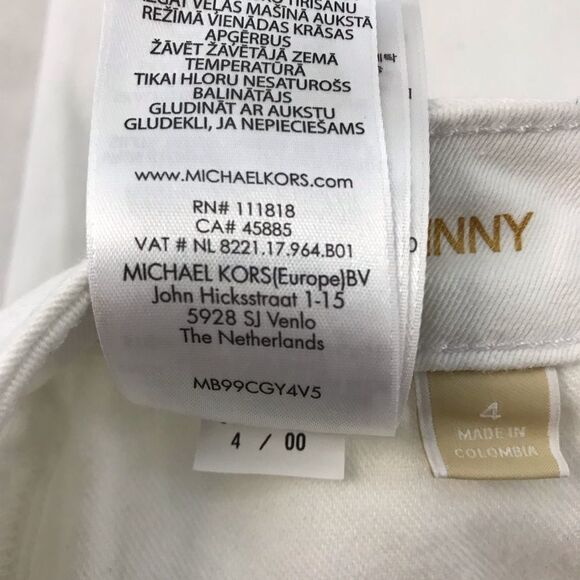 REŽĪMĀ VIENĀDAS KRĀSAS
APĢĒRBUS
ŽĀVĒT ŽĀVĒTĀJĀ ZEMĀ
TEMPERATŪRĀ
TIKAI HLORU NESATUROŠS
BALINĀTĀJS
GLUDINĀT AR AUKSTU
GLUDEKLI, JA NEPIECIEŠAMS
www.MICHAELKORS.com
RN# 111818
CA# 45885
VAT # NL 8221.17.964.B01
MICHAEL KORS(Europe)BV
John Hicksstraat 1-15
5928 SJ Venlo
The Netherlands
MB99CGY4V5
4 / 00
INNY
4
MADE IN
COLOMBIA